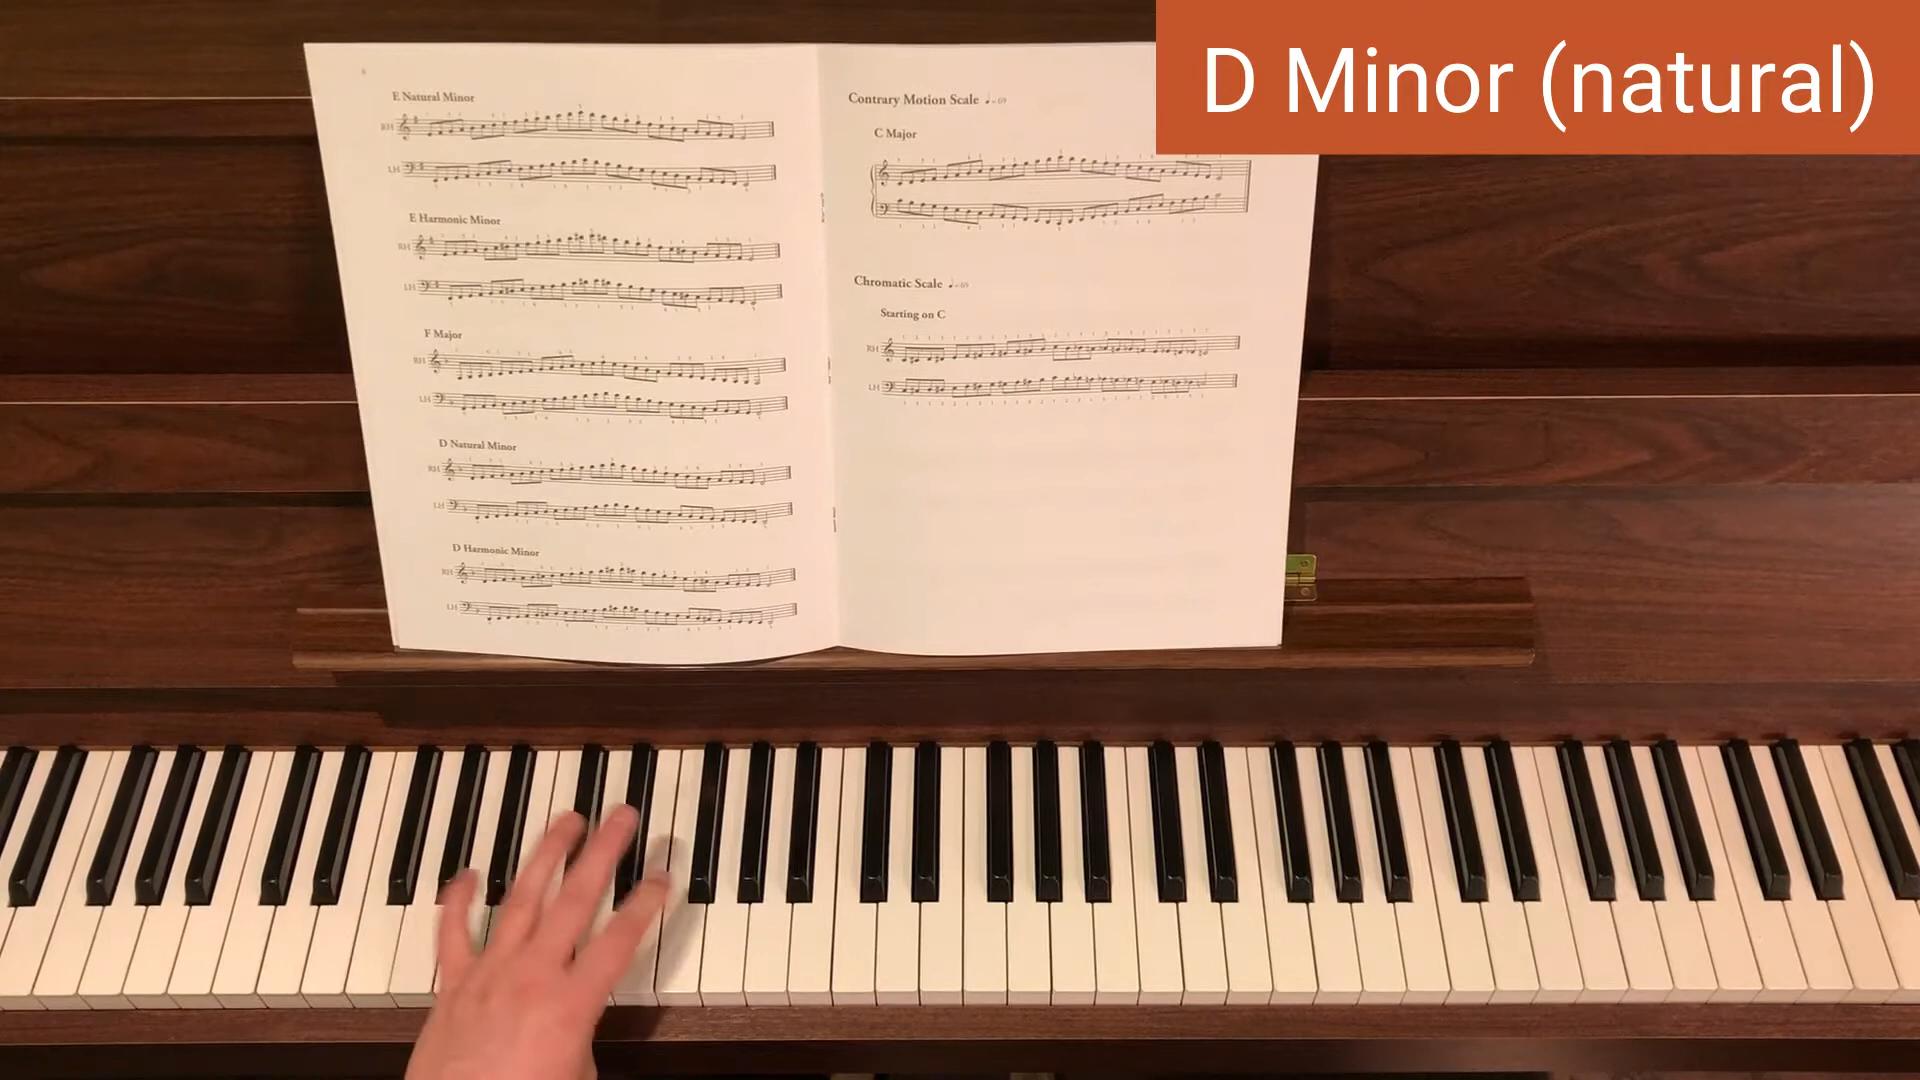 D Minor (natural)
E Natural Minor
RH
LH
E Harmonic Minor
RH
LH
F Major
RH
LH
D Natural Minor
RH
LH
D Harmonic Minor
RH
LH
Contrary Motion Scale
C Major
Chromatic Scale
Starting on C
RH
LH